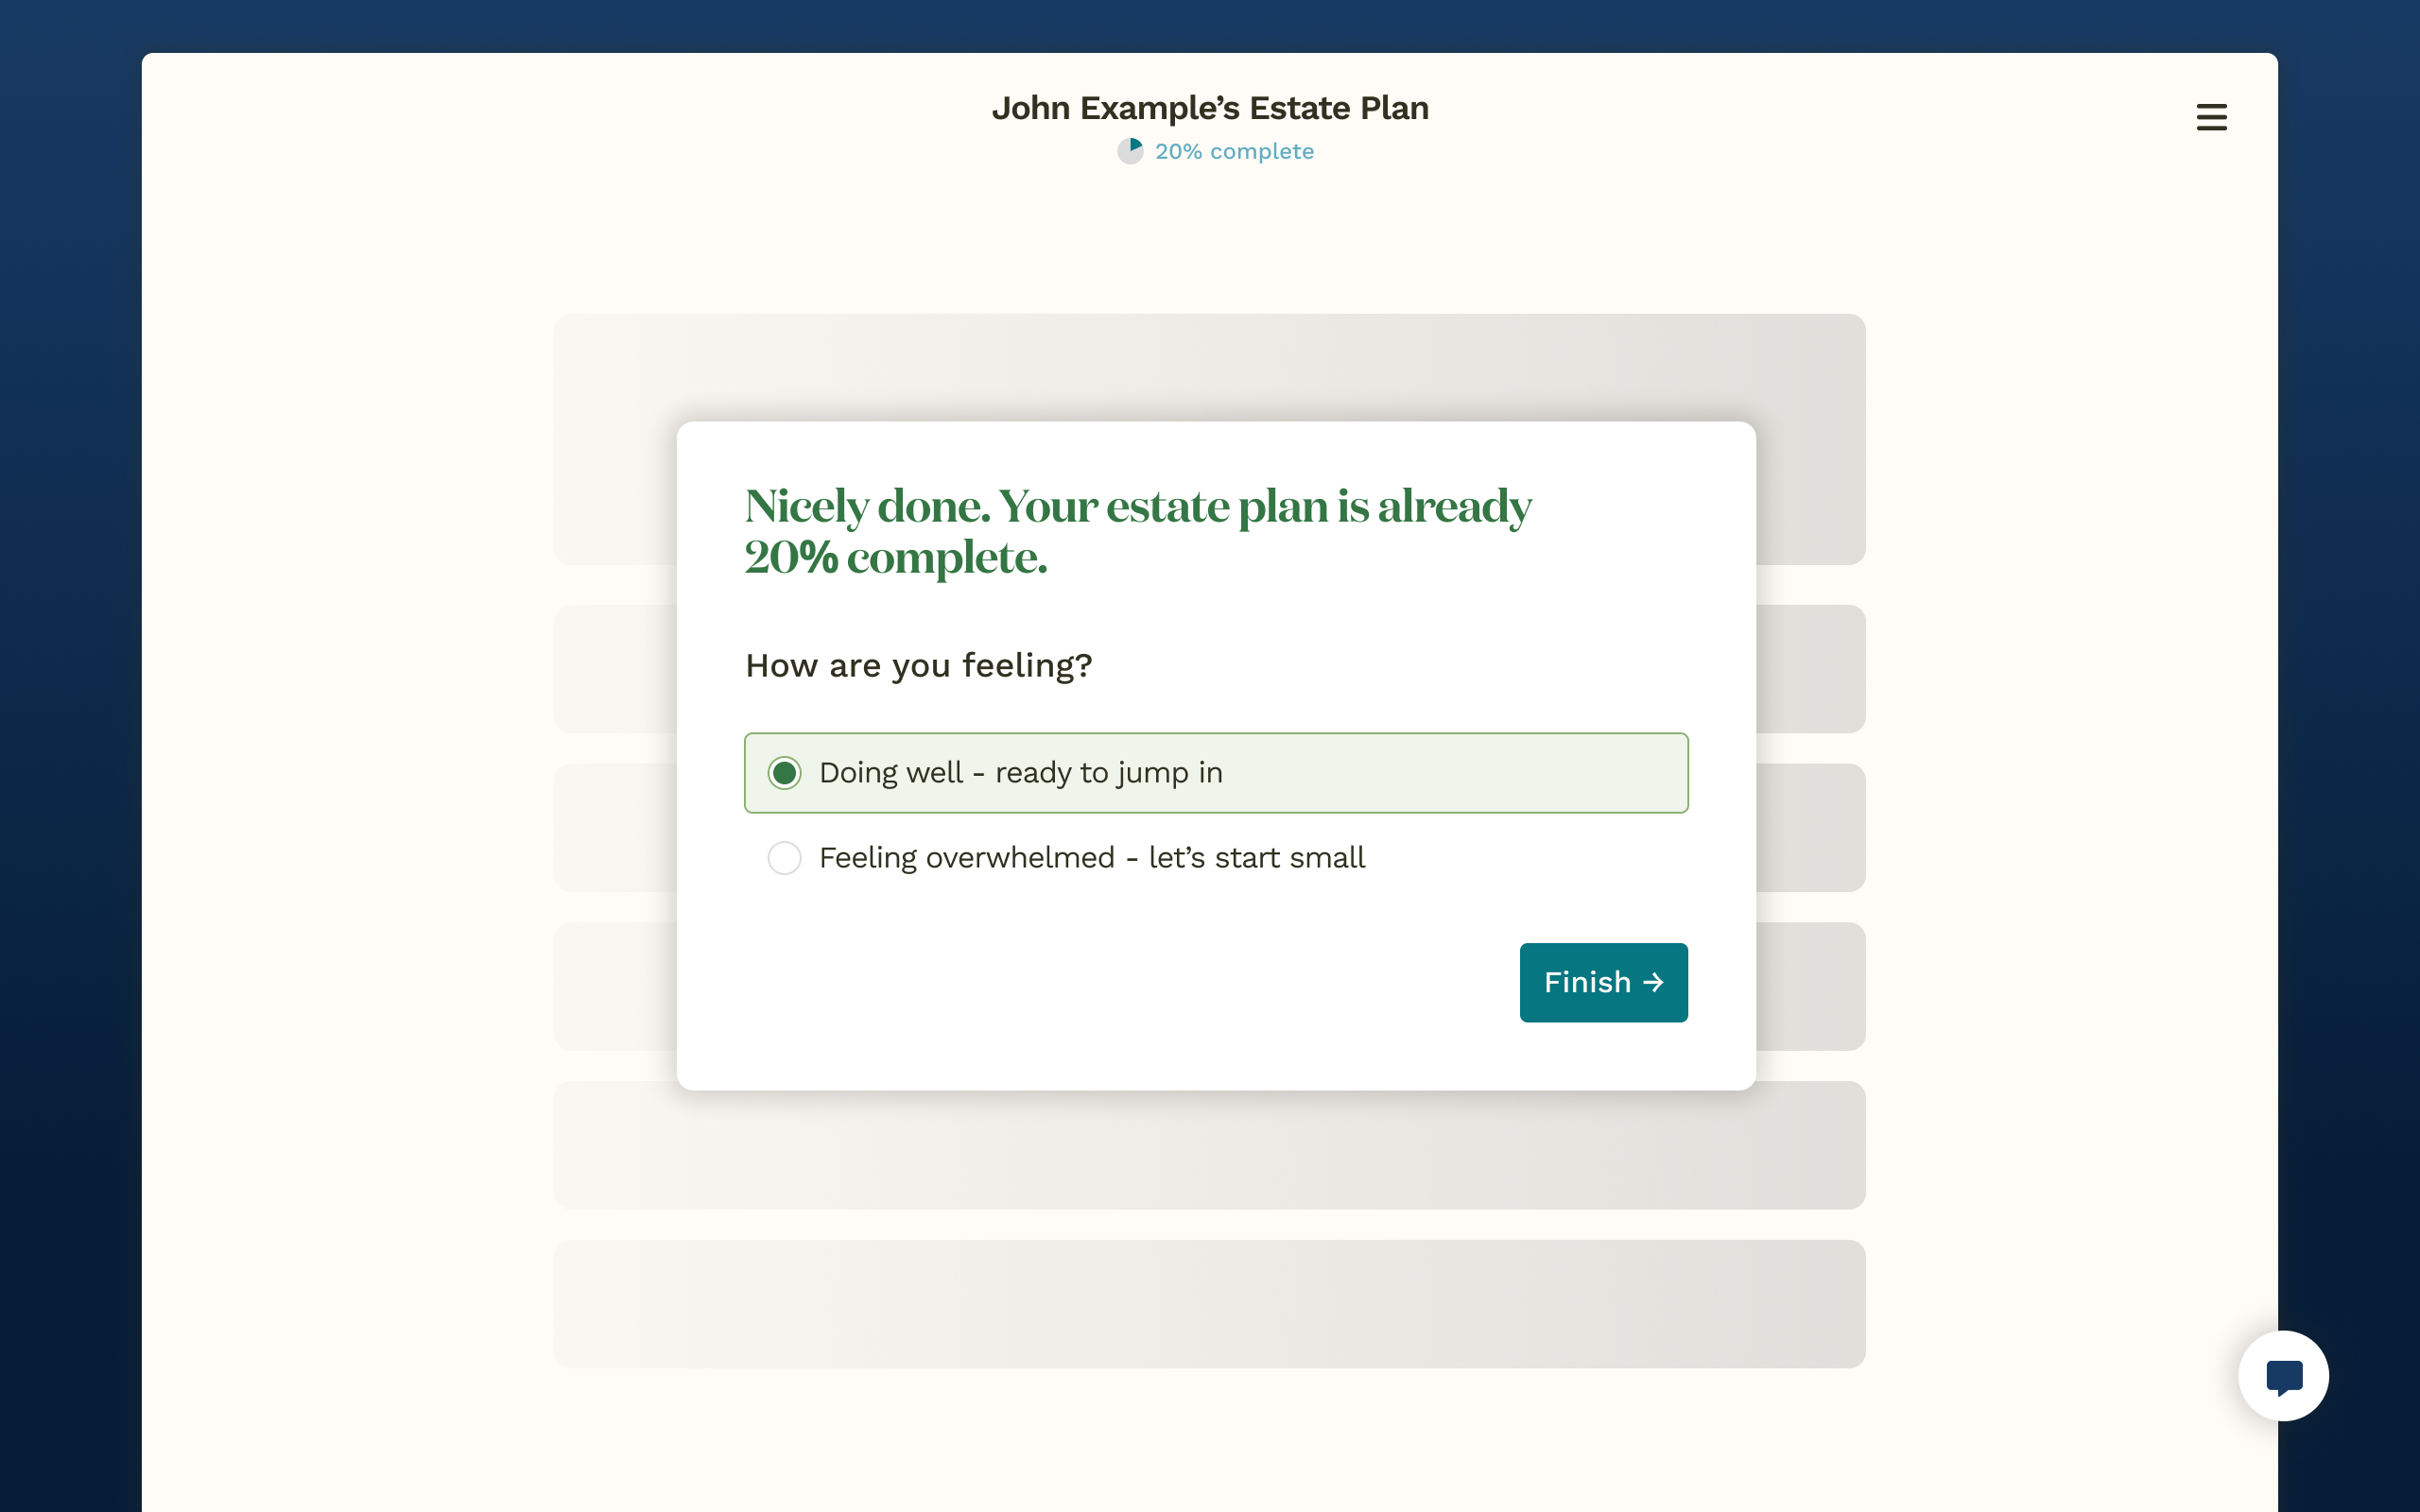 John Example’s Estate Plan
20% complete
Nicely done. Your estate plan is already
20% complete.
How are you feeling?
Doing well - ready to jump in
Feeling overwhelmed - let’s start small
Finish →